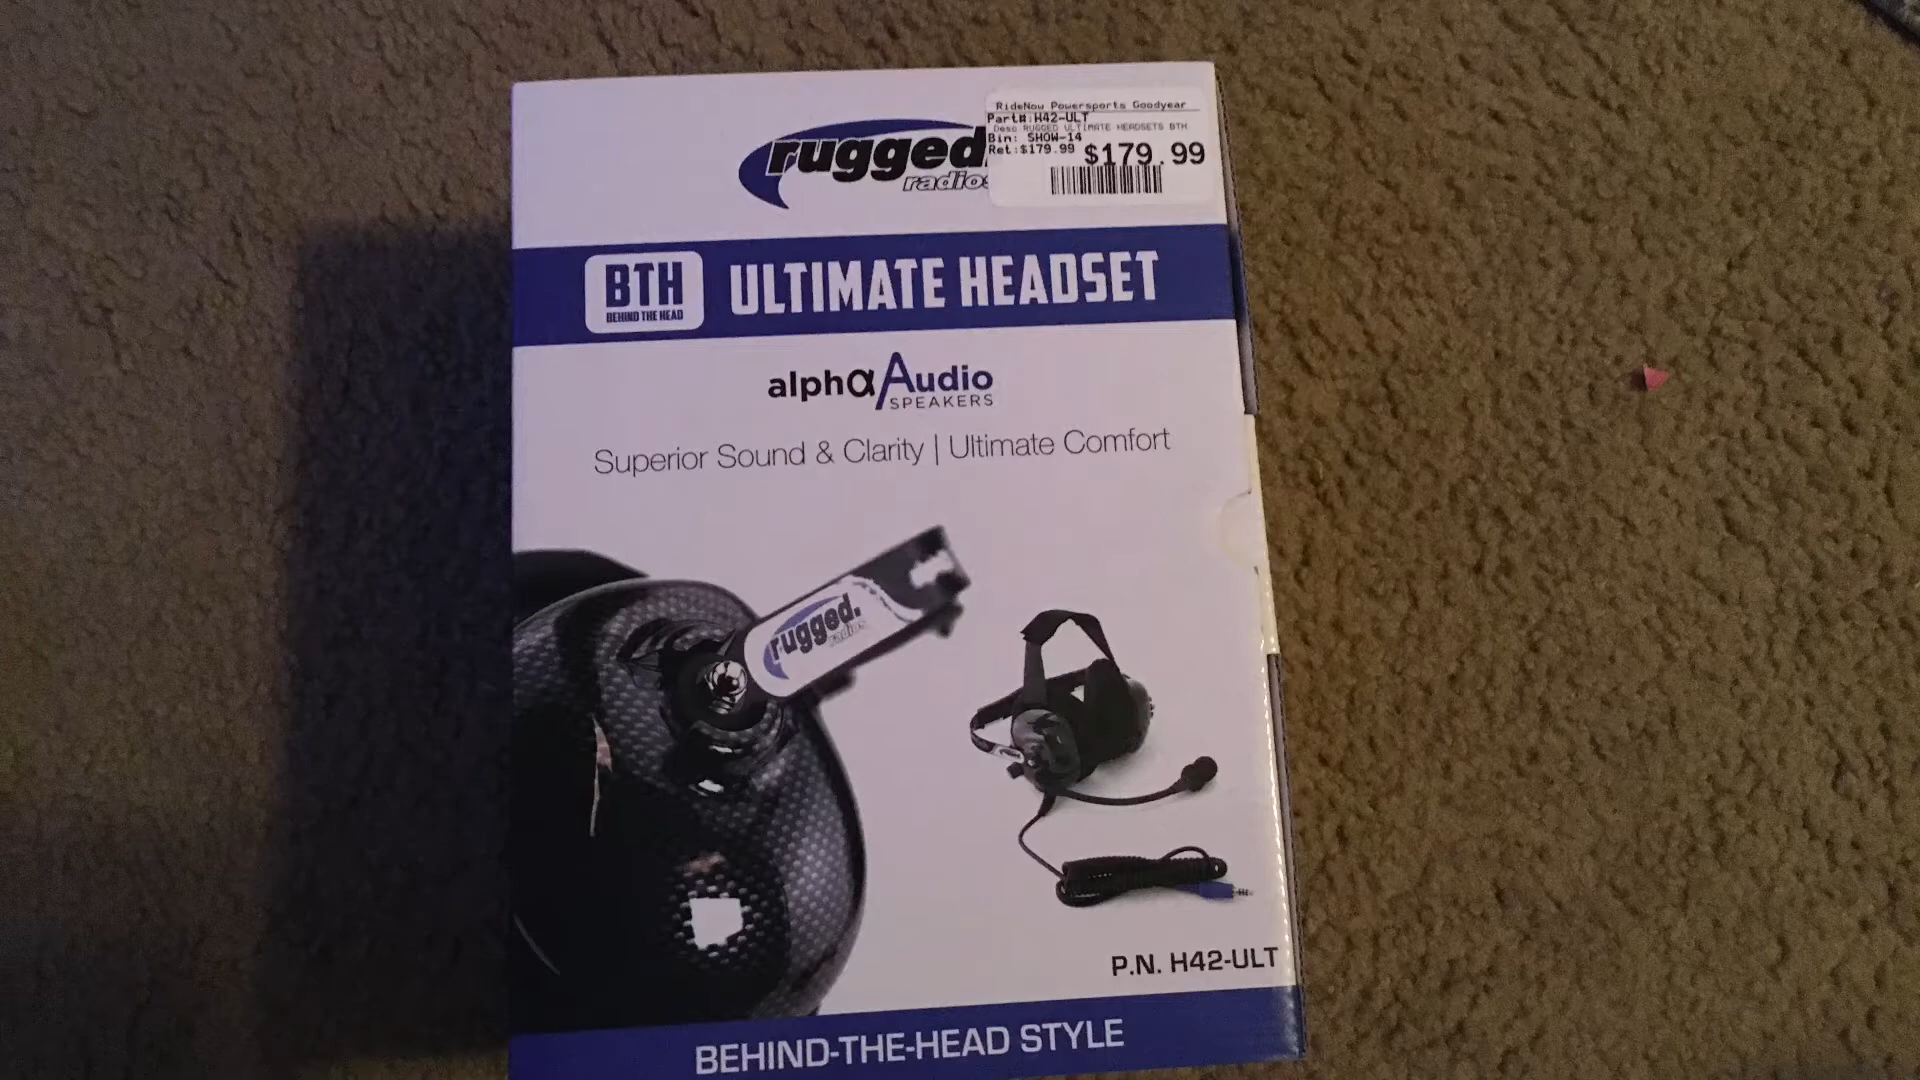 rugged.
radios
RideNow Powersports Goodyear
Part#:H42-ULT
Desc:RUGGED ULTIMATE HEADSETS BTH
Bin: SHOW-14
Ret:$179.99 $179.99
BTH
BEHIND THE HEAD
ULTIMATE HEADSET
alphαAudio
SPEAKERS
Superior Sound & Clarity | Ultimate Comfort
rugged.
radios
P.N. H42-ULT
BEHIND-THE-HEAD STYLE